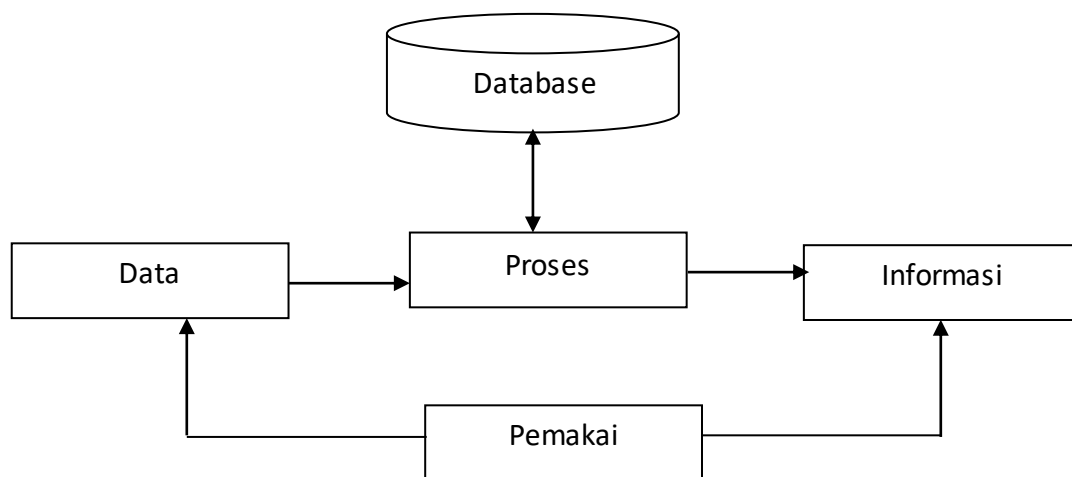 Database
Data
Proses
Informasi
Pemakai